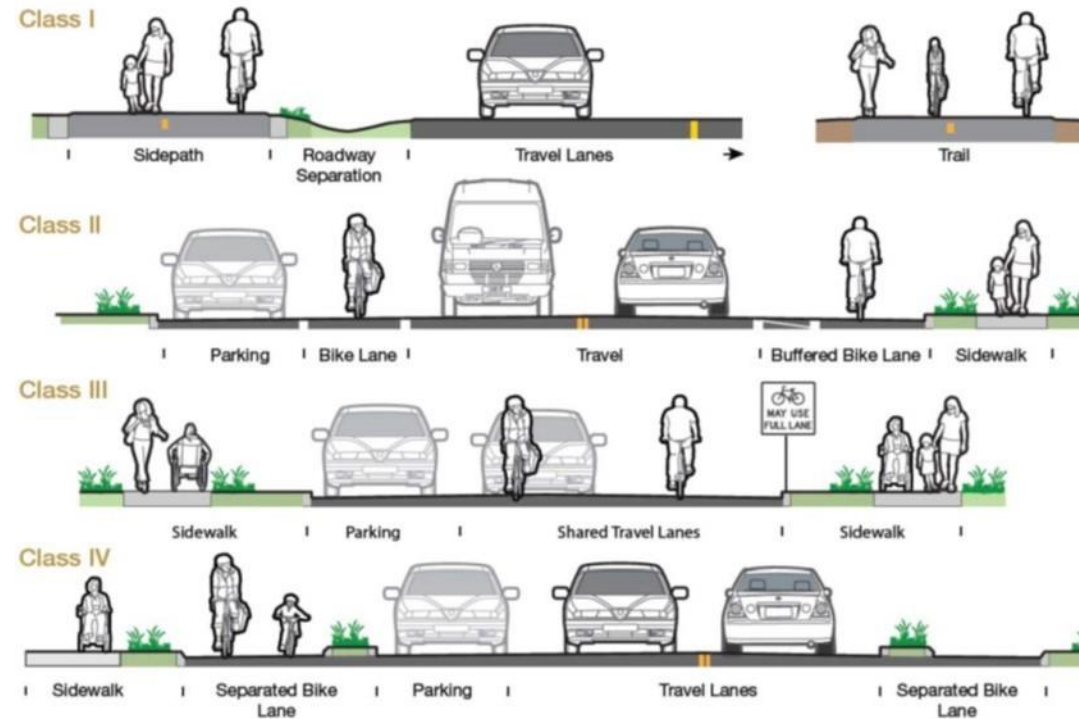 Class I
Sidepath
Roadway
Separation
Travel Lanes
Trail
Class II
Parking
Bike Lane
Travel
Buffered Bike Lane
Sidewalk
Class III
MAY USE
FULL LANE
Sidewalk
Parking
Shared Travel Lanes
Sidewalk
Class IV
Sidewalk
Separated Bike
Lane
Parking
Travel Lanes
Separated Bike
Lane